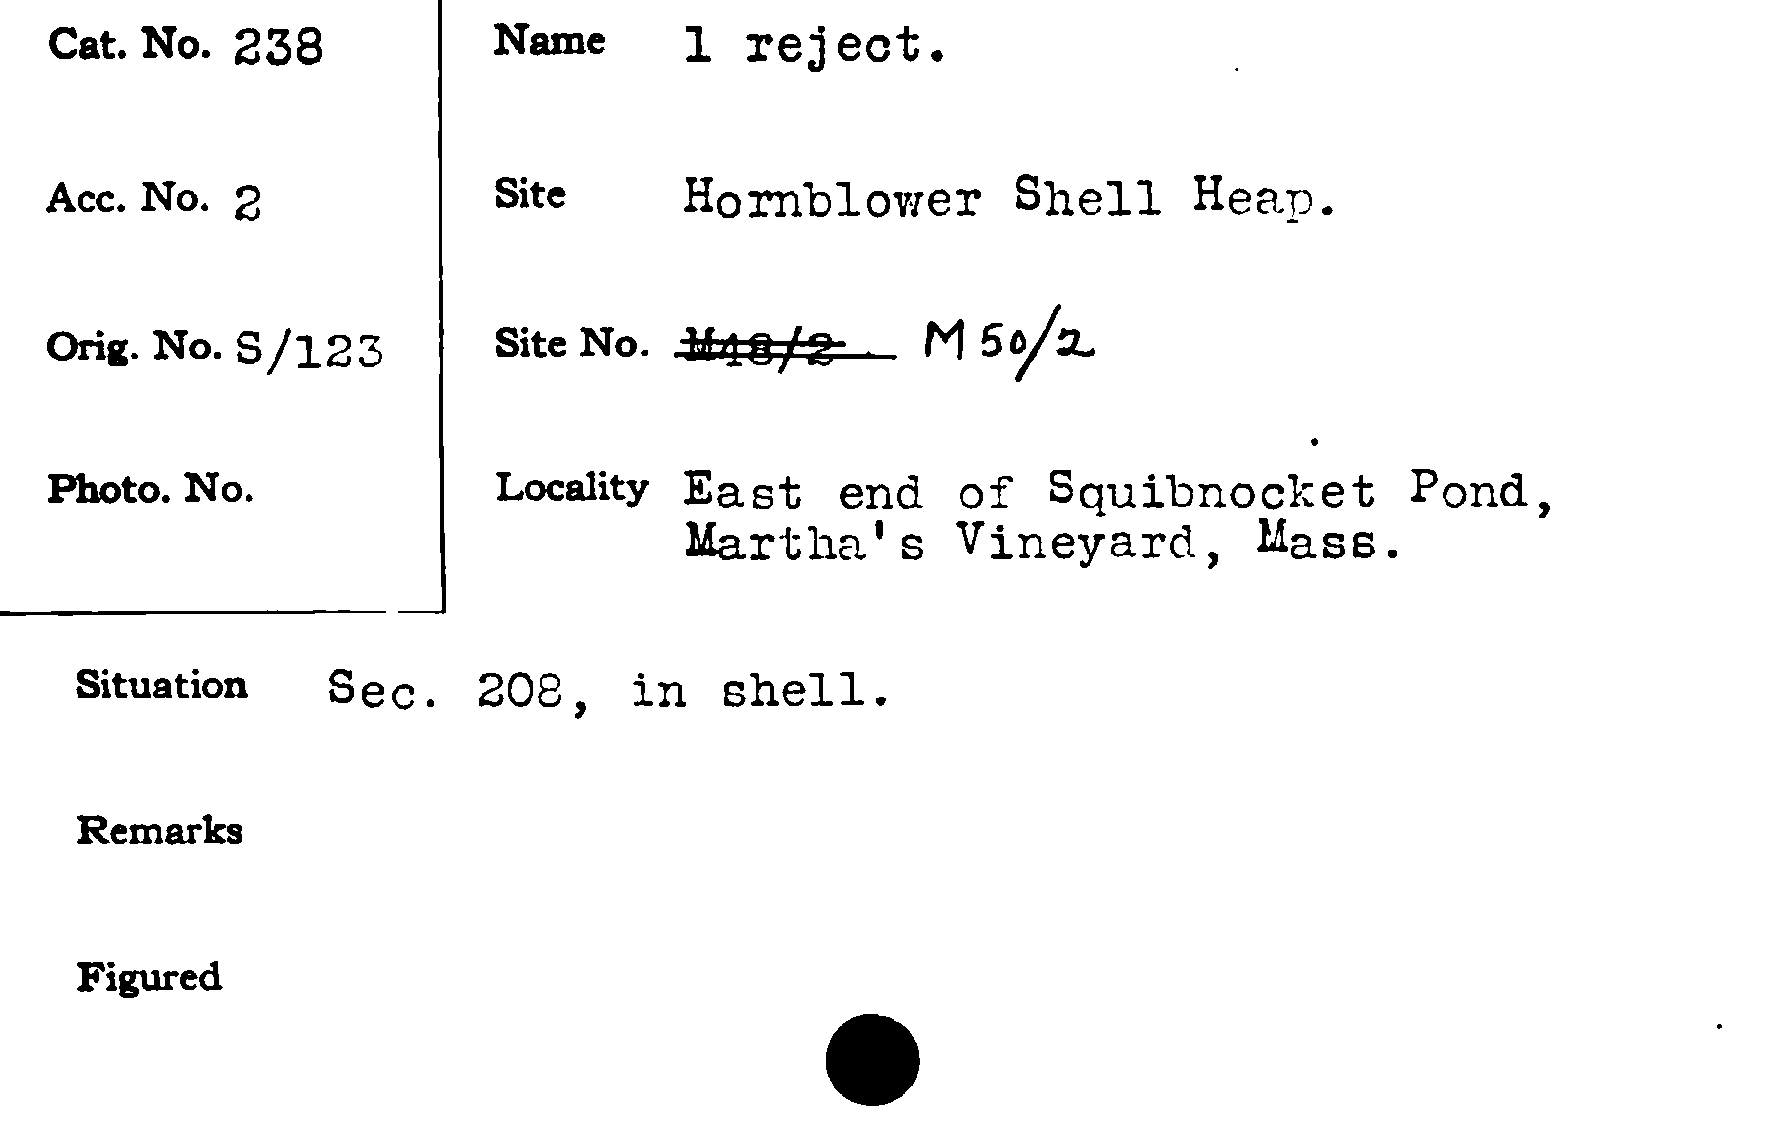 Cat. No. 238
Name 1 reject.
Acc. No. 2
Site Hornblower Shell Heap.
Orig. No. S/123
Site No. M48/2 M 50/2
Photo. No.
Locality East end of Squibnocket Pond,
Martha's Vineyard, Mass.
Situation Sec. 208, in shell.
Remarks
Figured